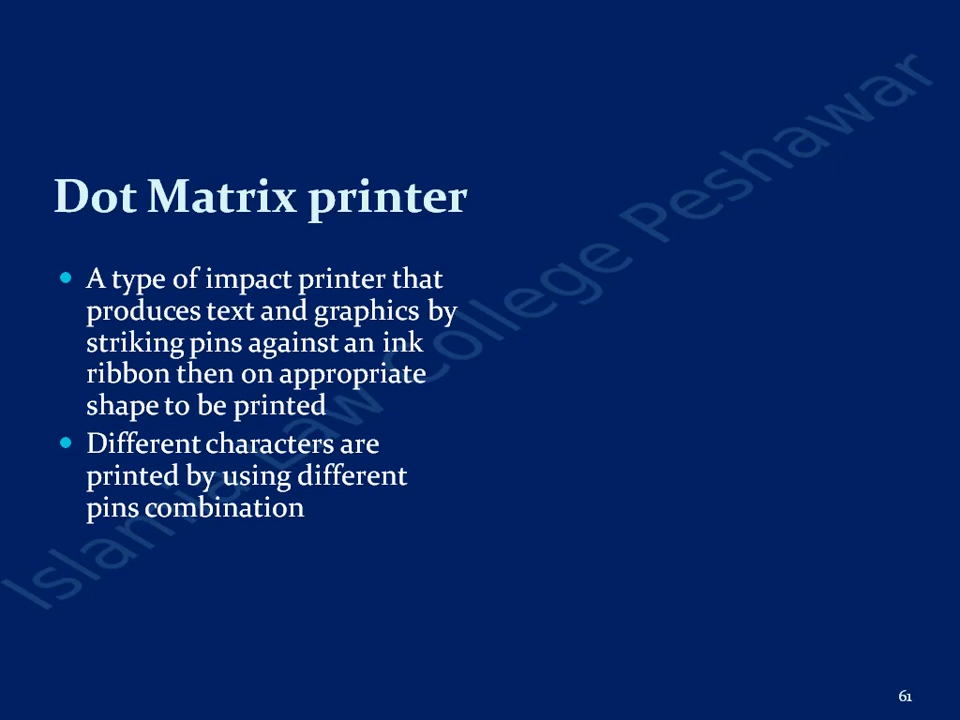 Dot Matrix printer
• A type of impact printer that
produces text and graphics by
striking pins against an ink
ribbon then on appropriate
shape to be printed
• Different characters are
printed by using different
pins combination
Islamia Law College Peshawar
61